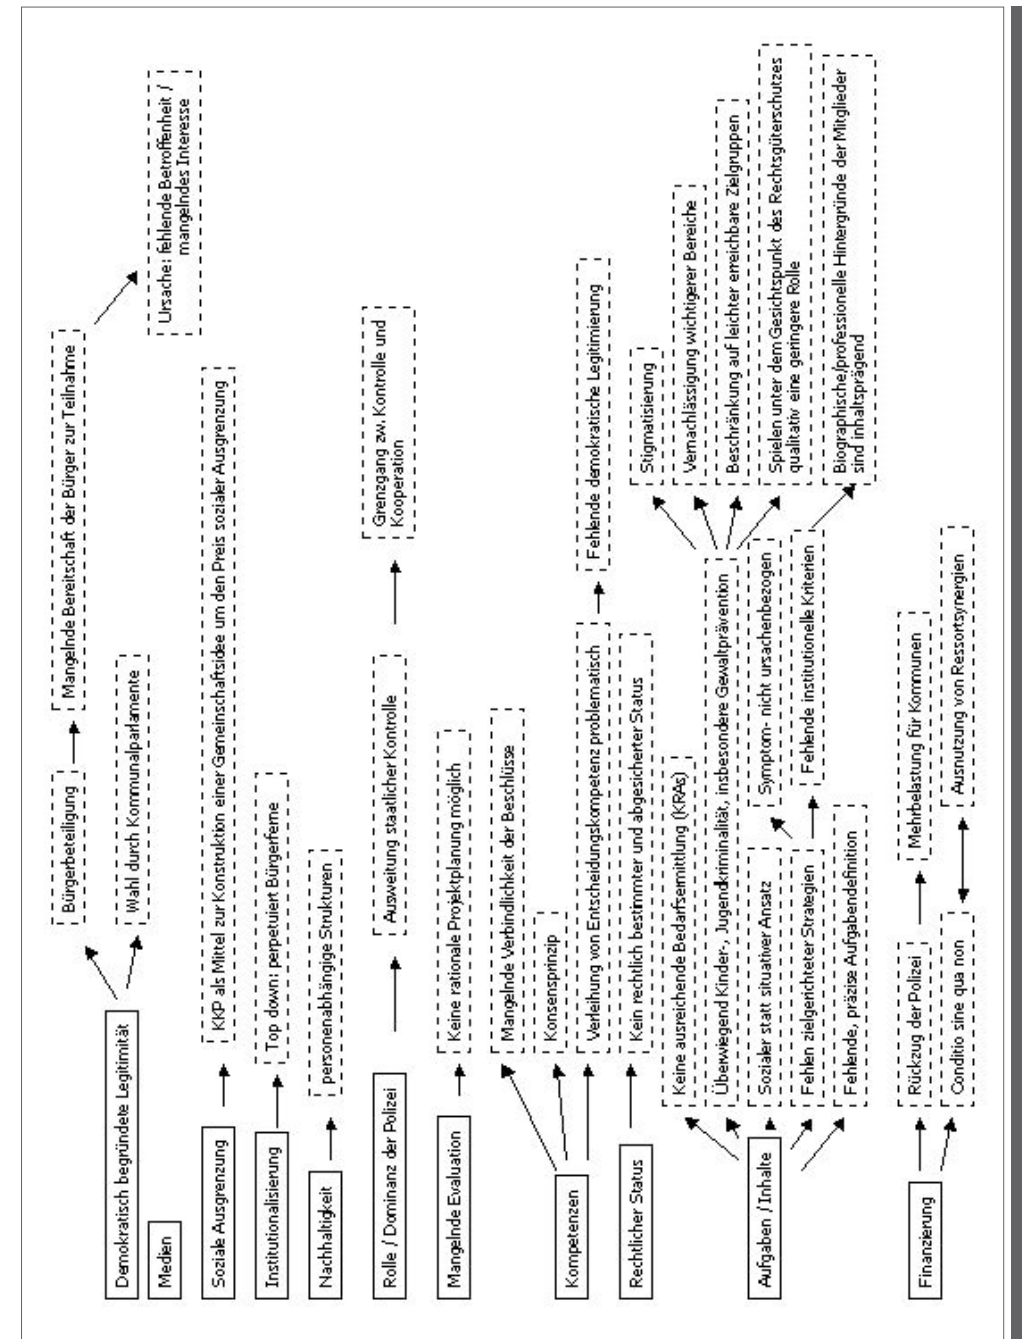 Demokratisch begründete Legitimität
Bürgerbeteiligung
Mangelnde Bereitschaft der Bürger zur Teilnahme
Ursache: fehlende Betroffenheit /
mangelndes Interesse
Wahl durch Kommunalparlamente
Medien
Soziale Ausgrenzung
KKP als Mittel zur Konstruktion einer Gemeinschaftsidee um den Preis sozialer Ausgrenzung
Institutionalisierung
Top down: perpetuiert Bürgerferne
Nachhaltigkeit
personenabhängige Strukturen
Rolle / Dominanz der Polizei
Ausweitung staatlicher Kontrolle
Grenzgang zw. Kontrolle und
Kooperation
Mangelnde Evaluation
Keine rationale Projektplanung möglich
Kompetenzen
Mangelnde Verbindlichkeit der Beschlüsse
Konsensprinzip
Verleihung von Entscheidungskompetenz problematisch
Fehlende demokratische Legitimierung
Rechtlicher Status
Kein rechtlich bestimmter und abgesicherter Status
Aufgaben / Inhalte
Keine ausreichende Bedarfsermittlung (KRAs)
Überwiegend Kinder-, Jugendkriminalität, insbesondere Gewaltprävention
Stigmatisierung
Vernachlässigung wichtigerer Bereiche
Beschränkung auf leichter erreichbare Zielgruppen
Spielen unter dem Gesichtspunkt des Rechtsgüterschutzes
qualitativ eine geringere Rolle
Sozialer statt situativer Ansatz
Fehlen zielgerichteter Strategien
Symptom- nicht ursachenbezogen
Fehlende institutionelle Kriterien
Biographische/professionelle Hintergründe der Mitglieder
sind inhaltsprägend
Fehlende, präzise Aufgabendefinition
Finanzierung
Rückzug der Polizei
Mehrbelastung für Kommunen
Conditio sine qua non
Ausnutzung von Ressortsynergien